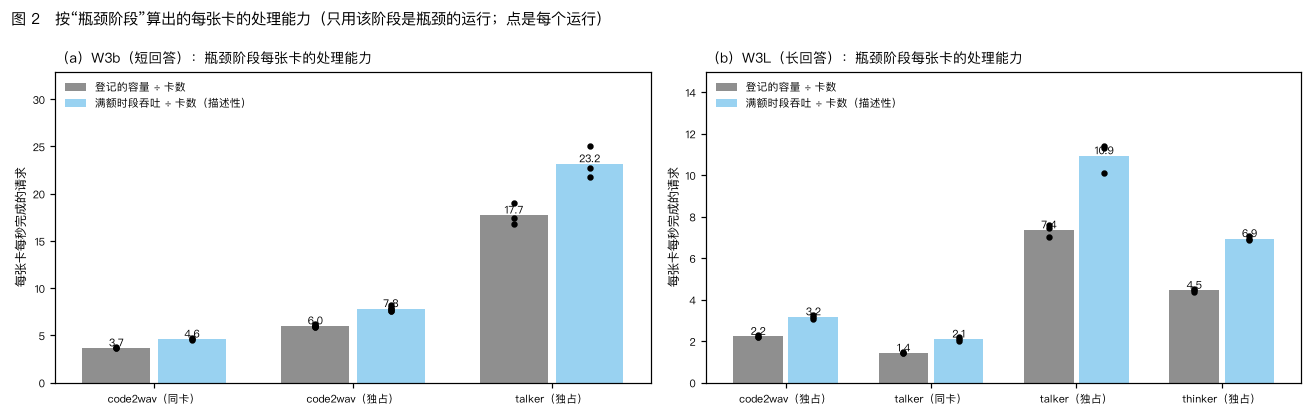 图 2 按“瓶颈阶段”算出的每张卡的处理能力（只用该阶段是瓶颈的运行；点是每个运行）
（a）W3b（短回答）：瓶颈阶段每张卡的处理能力
登记的容量 ÷ 卡数
满额时段吞吐 ÷ 卡数（描述性）
每张卡每秒完成的请求
30
25
20
15
10
5
0
3.7
4.6
6.0
7.8
17.7
23.2
code2wav（同卡）
code2wav（独占）
talker（独占）
（b）W3L（长回答）：瓶颈阶段每张卡的处理能力
登记的容量 ÷ 卡数
满额时段吞吐 ÷ 卡数（描述性）
每张卡每秒完成的请求
14
12
10
8
6
4
2
0
2.2
3.2
1.4
2.1
7.4
10.9
4.5
6.9
code2wav（独占）
talker（同卡）
talker（独占）
thinker（独占）